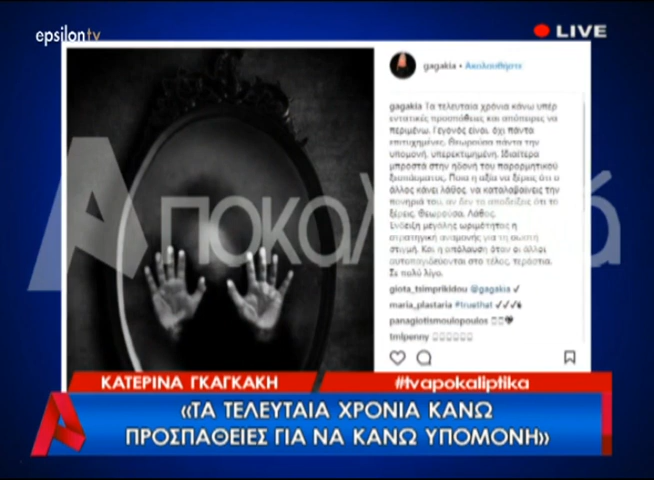 epsilontv
LIVE
gagakia • Ακολουθήστε
gagakia Τα τελευταία χρόνια κάνω υπέρ
εντατικές προσπάθειες και απόπειρες να
περιμένω. Γεγονός είναι, όχι πάντα
επιτυχημένες. Θεωρούσα πάντα την
υπομονή, υπερεκτιμημένη. Ιδιαίτερα
μπροστά στην ηδονή του παρορμητικού
ξεσπάσματος. Ποια η αξία να ξέρεις ότι ο
άλλος κάνει λάθος, να καταλαβαίνεις την
πονηριά του, αν δεν το αποδείξεις ότι το
ξέρεις. Θεωρούσα. Λάθος.
Ένδειξη μεγάλης ωριμότητας η
στρατηγική αναμονής για τη σωστή
στιγμή. Και η απόλαυση όταν οι άλλοι
αυτοπαγιδεύονται στο τέλος, τεράστια.
Σε πολύ λίγο.
giota_tsimprikidou @gagakia ✓
maria_plastaria #truethat ✓✓✓
panagiotismoulopoulos
tmlpenny
Αποκαλ ά
ΚΑΤΕΡΙΝΑ ΓΚΑΓΚΑΚΗ
#tvapokaliptika
«ΤΑ ΤΕΛΕΥΤΑΙΑ ΧΡΟΝΙΑ ΚΑΝΩ
ΠΡΟΣΠΑΘΕΙΕΣ ΓΙΑ ΝΑ ΚΑΝΩ ΥΠΟΜΟΝΗ»